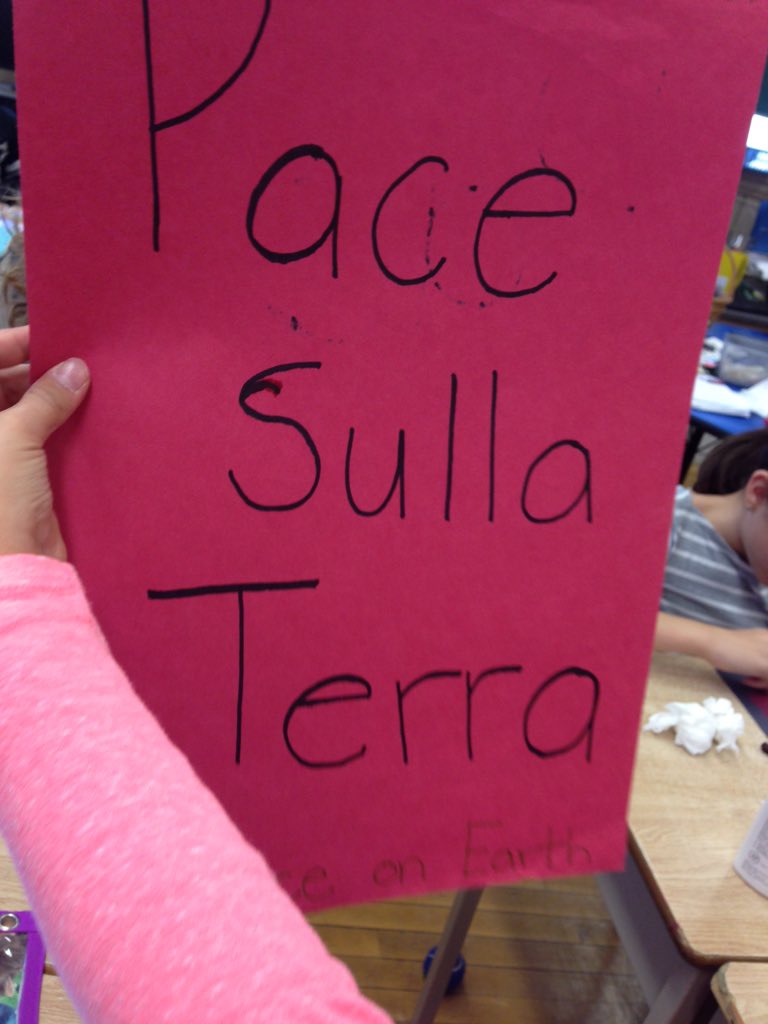 Pace
Sulla
Terra
on Earth